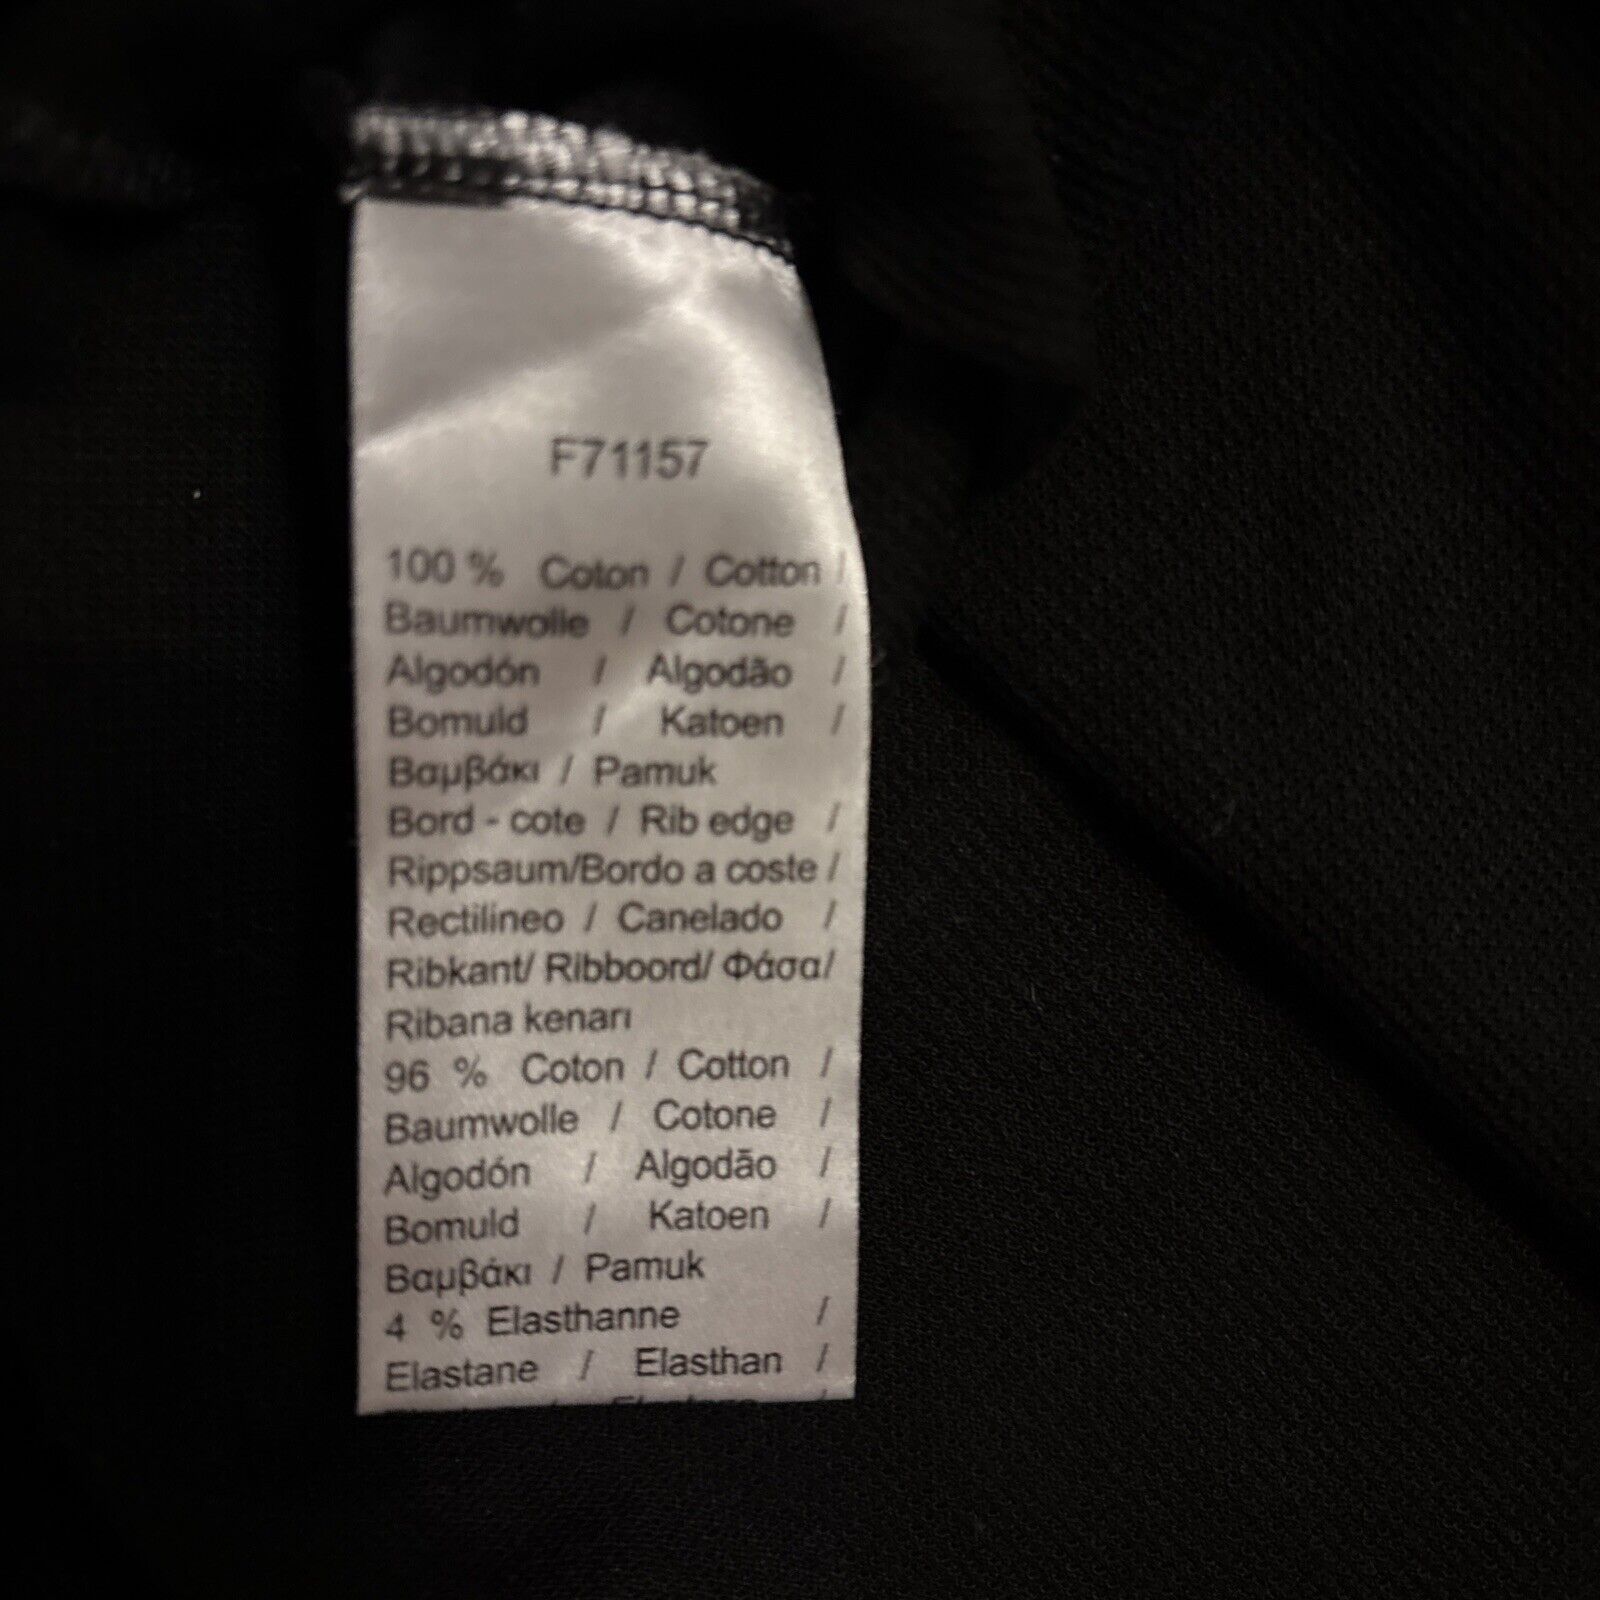 F71157
100 % Coton / Cotton /
Baumwolle / Cotone /
Algodón / Algodão /
Bomuld / Katoen /
Βαμβάκι / Pamuk
Bord - cote / Rib edge /
Rippsaum/Bordo a coste /
Rectilineo / Canelado /
Ribkant/ Ribboord/ Φάσα/
Ribana kenarı
96 % Coton / Cotton /
Baumwolle / Cotone /
Algodón / Algodão /
Bomuld / Katoen /
Βαμβάκι / Pamuk
4 % Elasthanne /
Elastane / Elasthan /